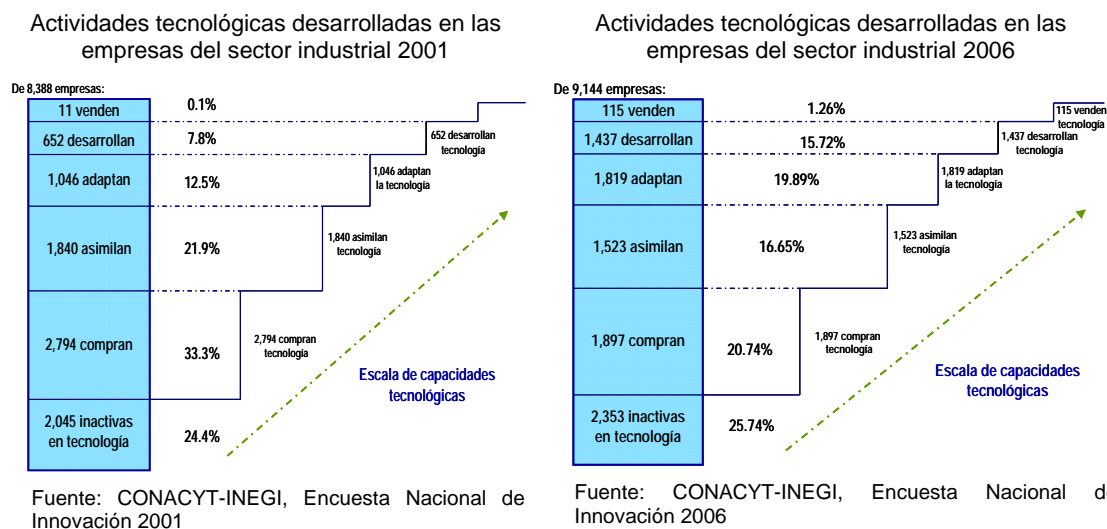 Actividades tecnológicas desarrolladas en las
empresas del sector industrial 2001
De 8,388 empresas:
11 venden
0.1%
652 desarrollan
7.8%
652 desarrollan
tecnología
1,046 adaptan
12.5%
1,046 adaptan
la tecnología
1,840 asimilan
21.9%
1,840 asimilan
tecnología
2,794 compran
33.3%
2,794 compran
tecnología
Escala de capacidades
tecnológicas
2,045 inactivas
en tecnología
24.4%
Fuente: CONACYT-INEGI, Encuesta Nacional de
Innovación 2001
Actividades tecnológicas desarrolladas en las
empresas del sector industrial 2006
De 9,144 empresas:
115 venden
1.26%
115 venden
tecnología
1,437 desarrollan
15.72%
1,437 desarrollan
tecnología
1,819 adaptan
19.89%
1,819 adaptan
la tecnología
1,523 asimilan
16.65%
1,523 asimilan
tecnología
1,897 compran
20.74%
1,897 compran
tecnología
Escala de capacidades
tecnológicas
2,353 inactivas
en tecnología
25.74%
Fuente: CONACYT-INEGI, Encuesta Nacional d
Innovación 2006